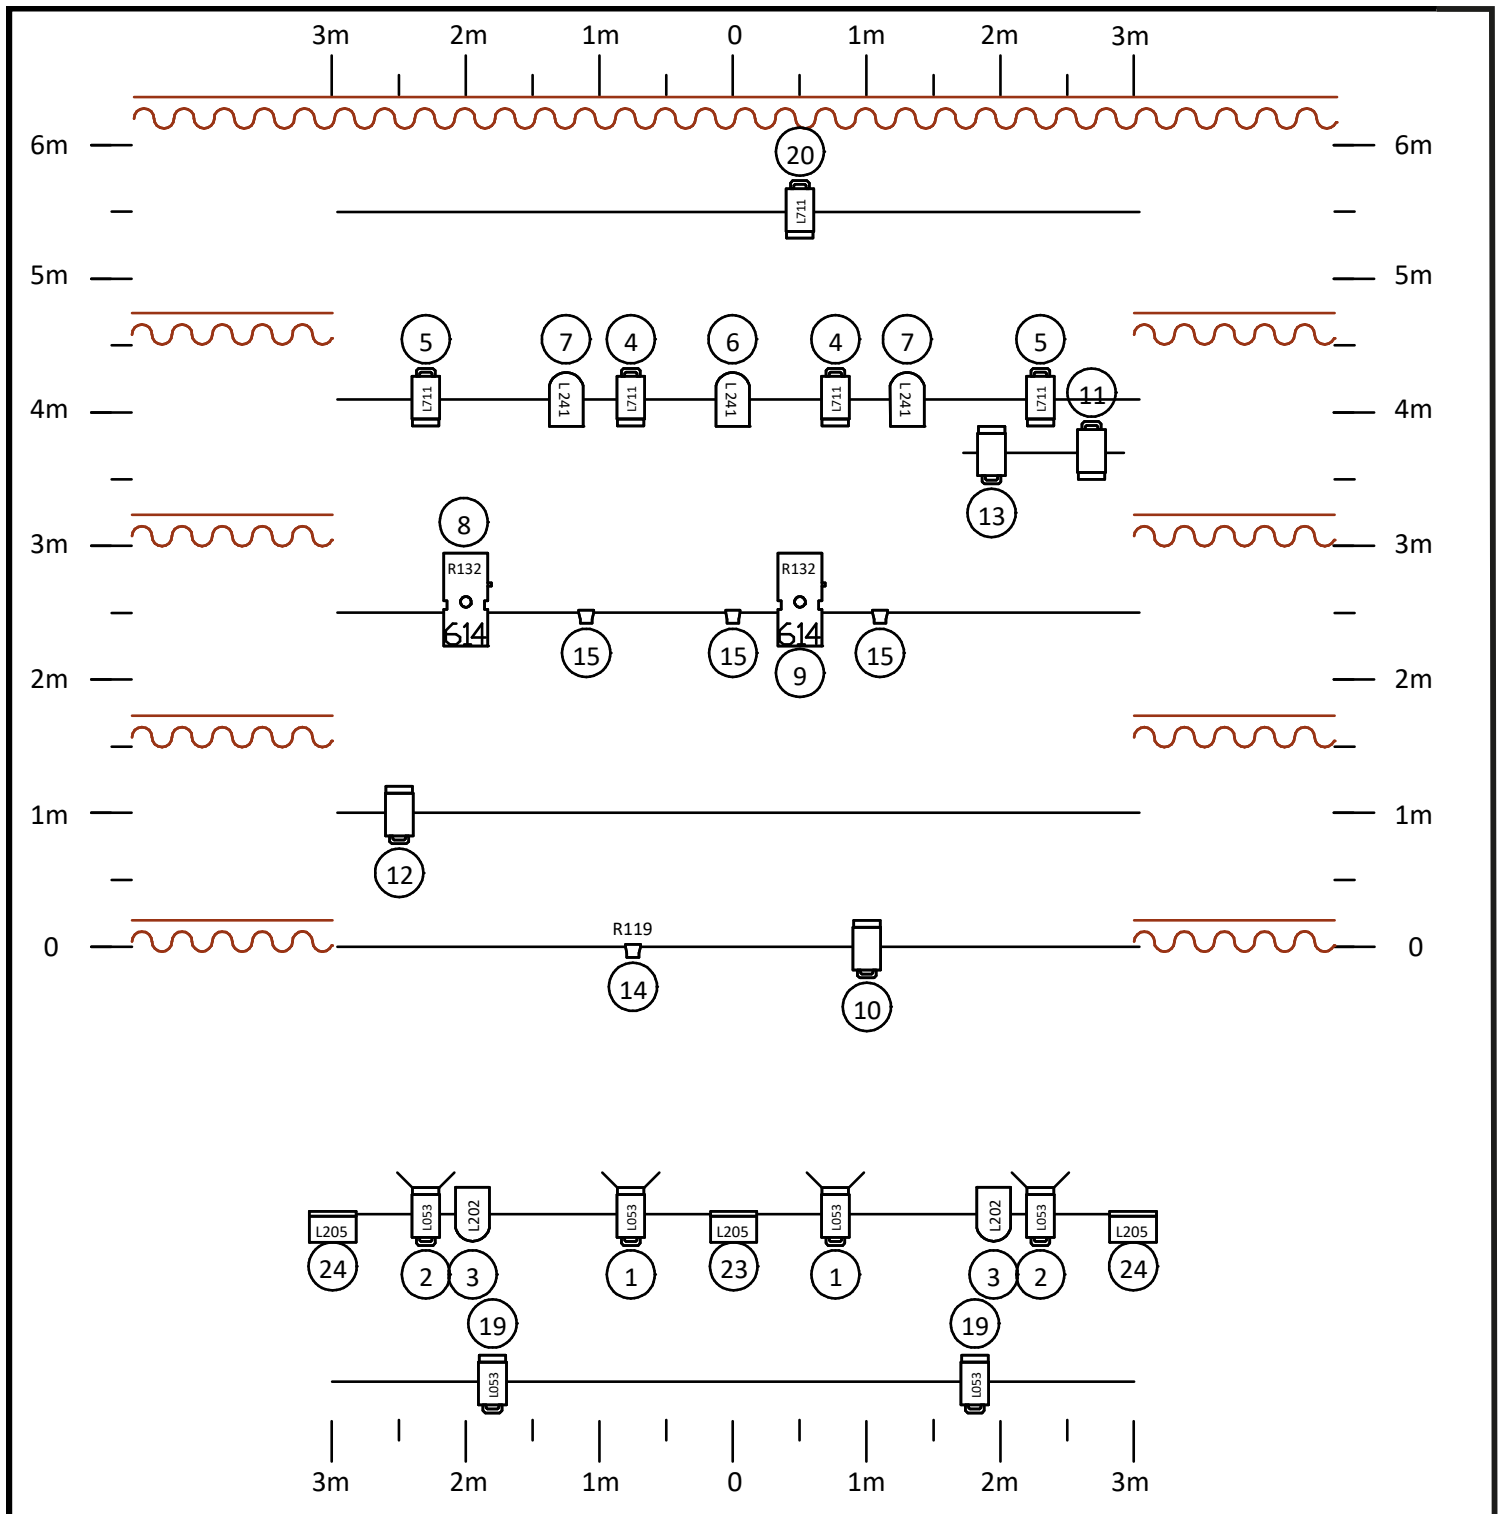 3m 2m 1m 0 1m 2m 3m
6m 20 6m
L711
5m 5m
5 7 4 6 4 7 5
L711 L241 L711 L241 L711 L241 L711 11
4m 4m
13
8
3m 3m
R132 R132
614 614
15 15 15
9
2m 2m
1m 1m
12
R119
0 0
14 10
L053 L202 L053 L053 L202 L053
L205 L205 L205
24 2 3 1 23 1 3 2 24
19 19
L053 L053
3m 2m 1m 0 1m 2m 3m